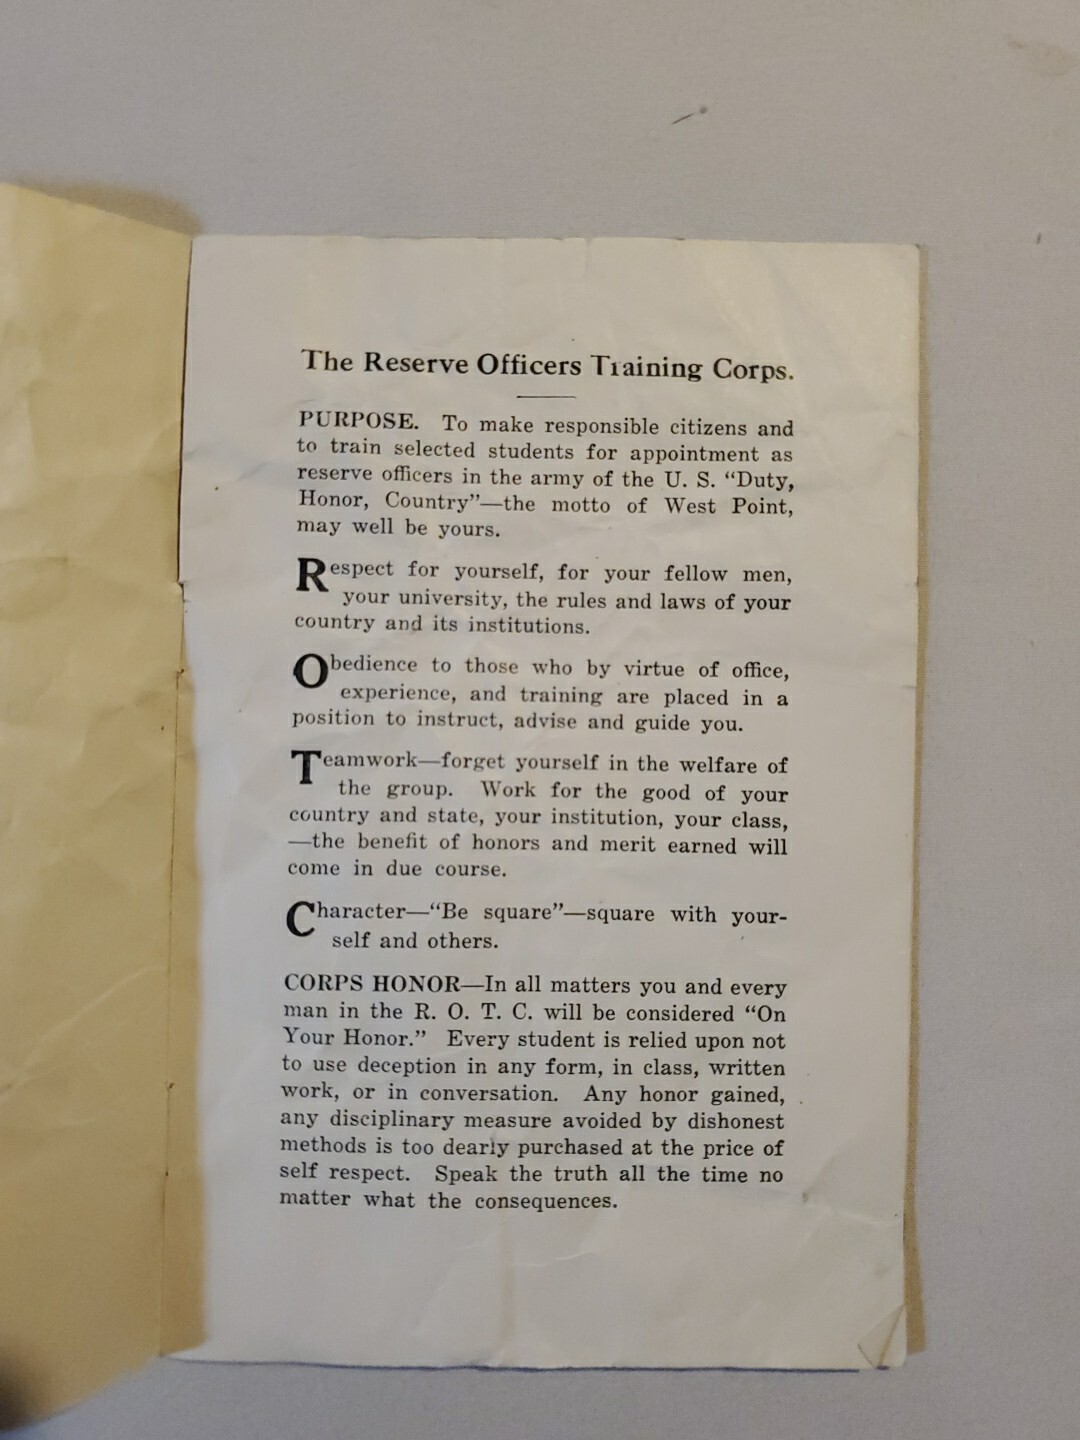 The Reserve Officers Training Corps.
PURPOSE. To make responsible citizens and
to train selected students for appointment as
reserve officers in the army of the U. S. “Duty,
Honor, Country”—the motto of West Point,
may well be yours.
Respect for yourself, for your fellow men,
your university, the rules and laws of your
country and its institutions.
Obedience to those who by virtue of office,
experience, and training are placed in a
position to instruct, advise and guide you.
Teamwork—forget yourself in the welfare of
the group. Work for the good of your
country and state, your institution, your class,
—the benefit of honors and merit earned will
come in due course.
Character—“Be square”—square with your-
self and others.
CORPS HONOR—In all matters you and every
man in the R. O. T. C. will be considered “On
Your Honor.” Every student is relied upon not
to use deception in any form, in class, written
work, or in conversation. Any honor gained,
any disciplinary measure avoided by dishonest
methods is too dearly purchased at the price of
self respect. Speak the truth all the time no
matter what the consequences.